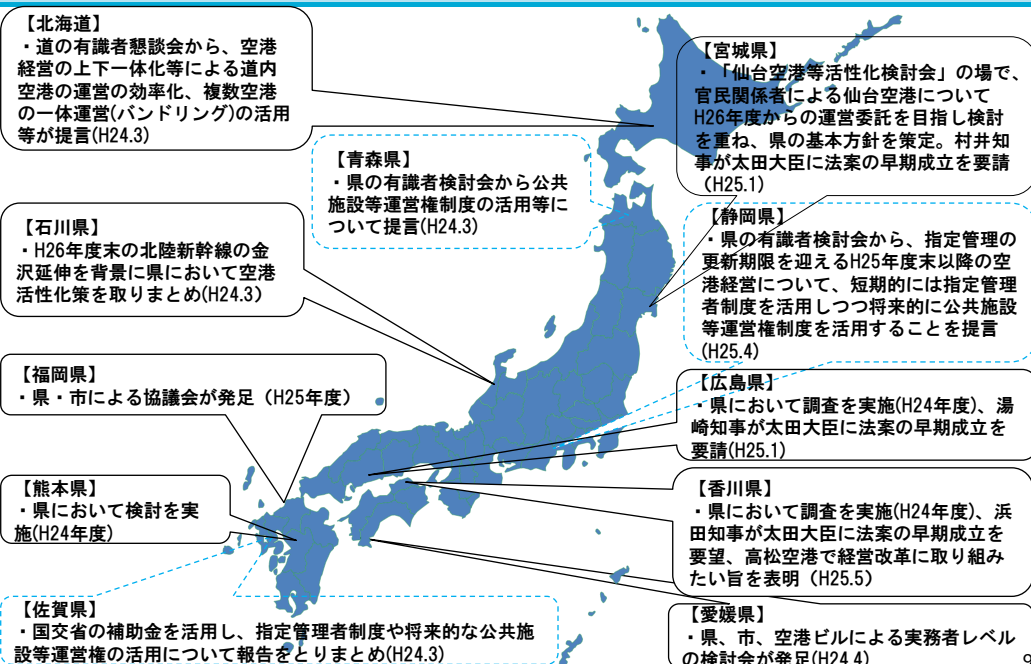 【北海道】
・道の有識者懇談会から、空港
経営の上下一体化等による道内
空港の運営の効率化、複数空港
の一体運営(バンドリング)の活用
等が提言(H24.3)
【宮城県】
・「仙台空港等活性化検討会」の場で、
官民関係者による仙台空港について
H26年度からの運営委託を目指し検討
を重ね、県の基本方針を策定。村井知
事が太田大臣に法案の早期成立を要請
(H25.1)
【青森県】
・県の有識者検討会から公共
施設等運営権制度の活用等に
ついて提言(H24.3)
【石川県】
・H26年度末の北陸新幹線の金
沢延伸を背景に県において空港
活性化策を取りまとめ(H24.3)
【静岡県】
・県の有識者検討会から、指定管理の
更新期限を迎えるH25年度末以降の空
港経営について、短期的には指定管理
者制度を活用しつつ将来的に公共施設
等運営権制度を活用することを提言
(H25.4)
【福岡県】
・県・市による協議会が発足(H25年度)
【広島県】
・県において調査を実施(H24年度)、湯
崎知事が太田大臣に法案の早期成立を
要請(H25.1)
【熊本県】
・県において検討を実
施(H24年度)
【香川県】
・県において調査を実施(H24年度)、浜
田知事が太田大臣に法案の早期成立を
要望、高松空港で経営改革に取り組み
たい旨を表明(H25.5)
【佐賀県】
・国交省の補助金を活用し、指定管理者制度や将来的な公共施
設等運営権の活用について報告をとりまとめ(H24.3)
【愛媛県】
・県、市、空港ビルによる実務者レベル
の検討会が発足(H24.4)
9